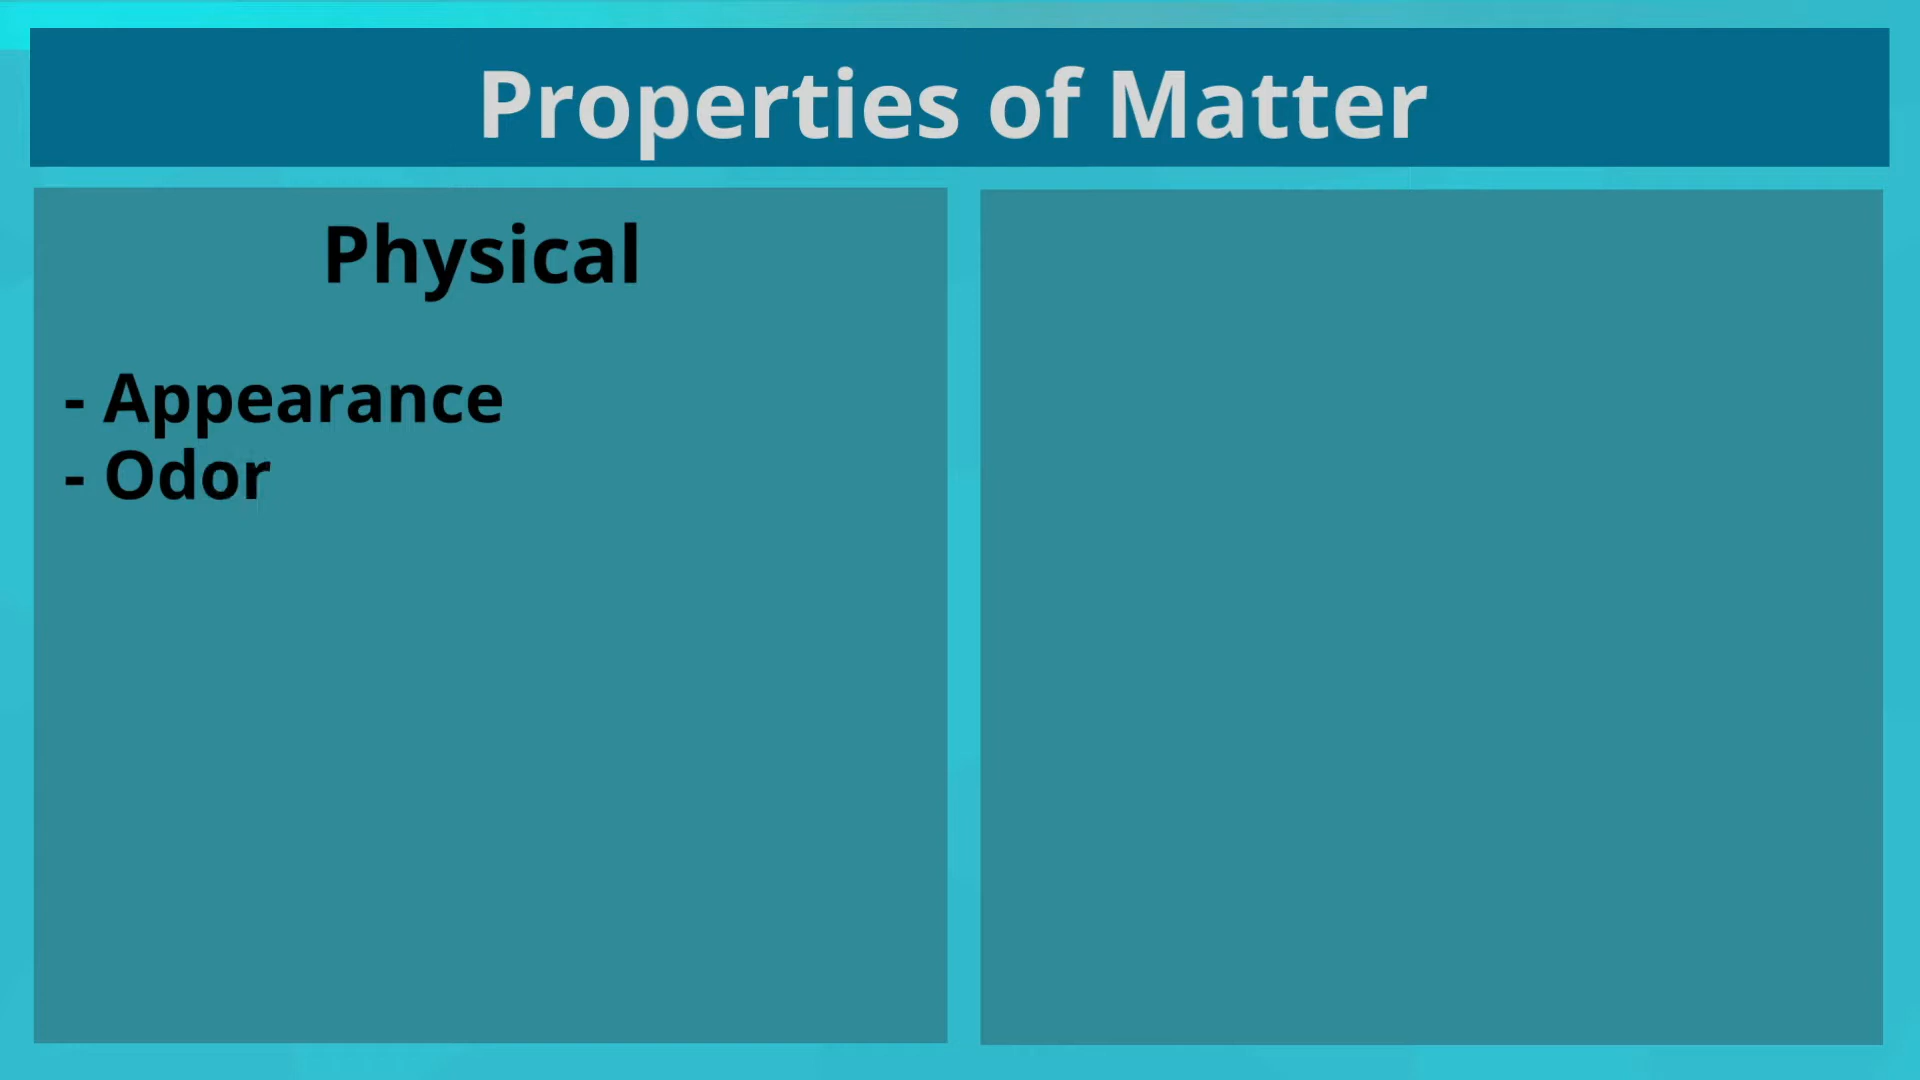 Properties of Matter
Physical
- Appearance
- Odor